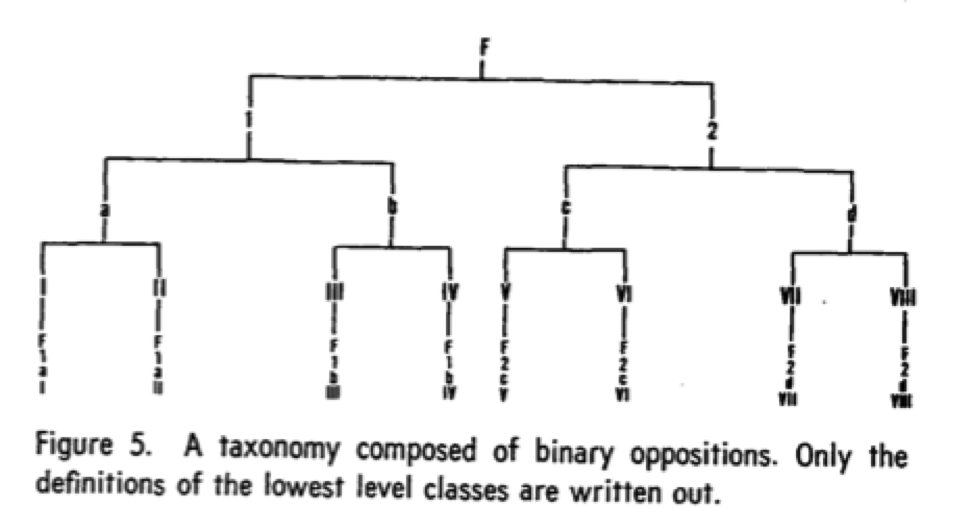 F
1 2
a b c d
I II III IV V VI VII VIII
F F F F F F F F
1 1 1 1 2 2 2 2
a a b b c c d d
I II III IV V VI VII VIII
Figure 5. A taxonomy composed of binary oppositions. Only the
definitions of the lowest level classes are written out.